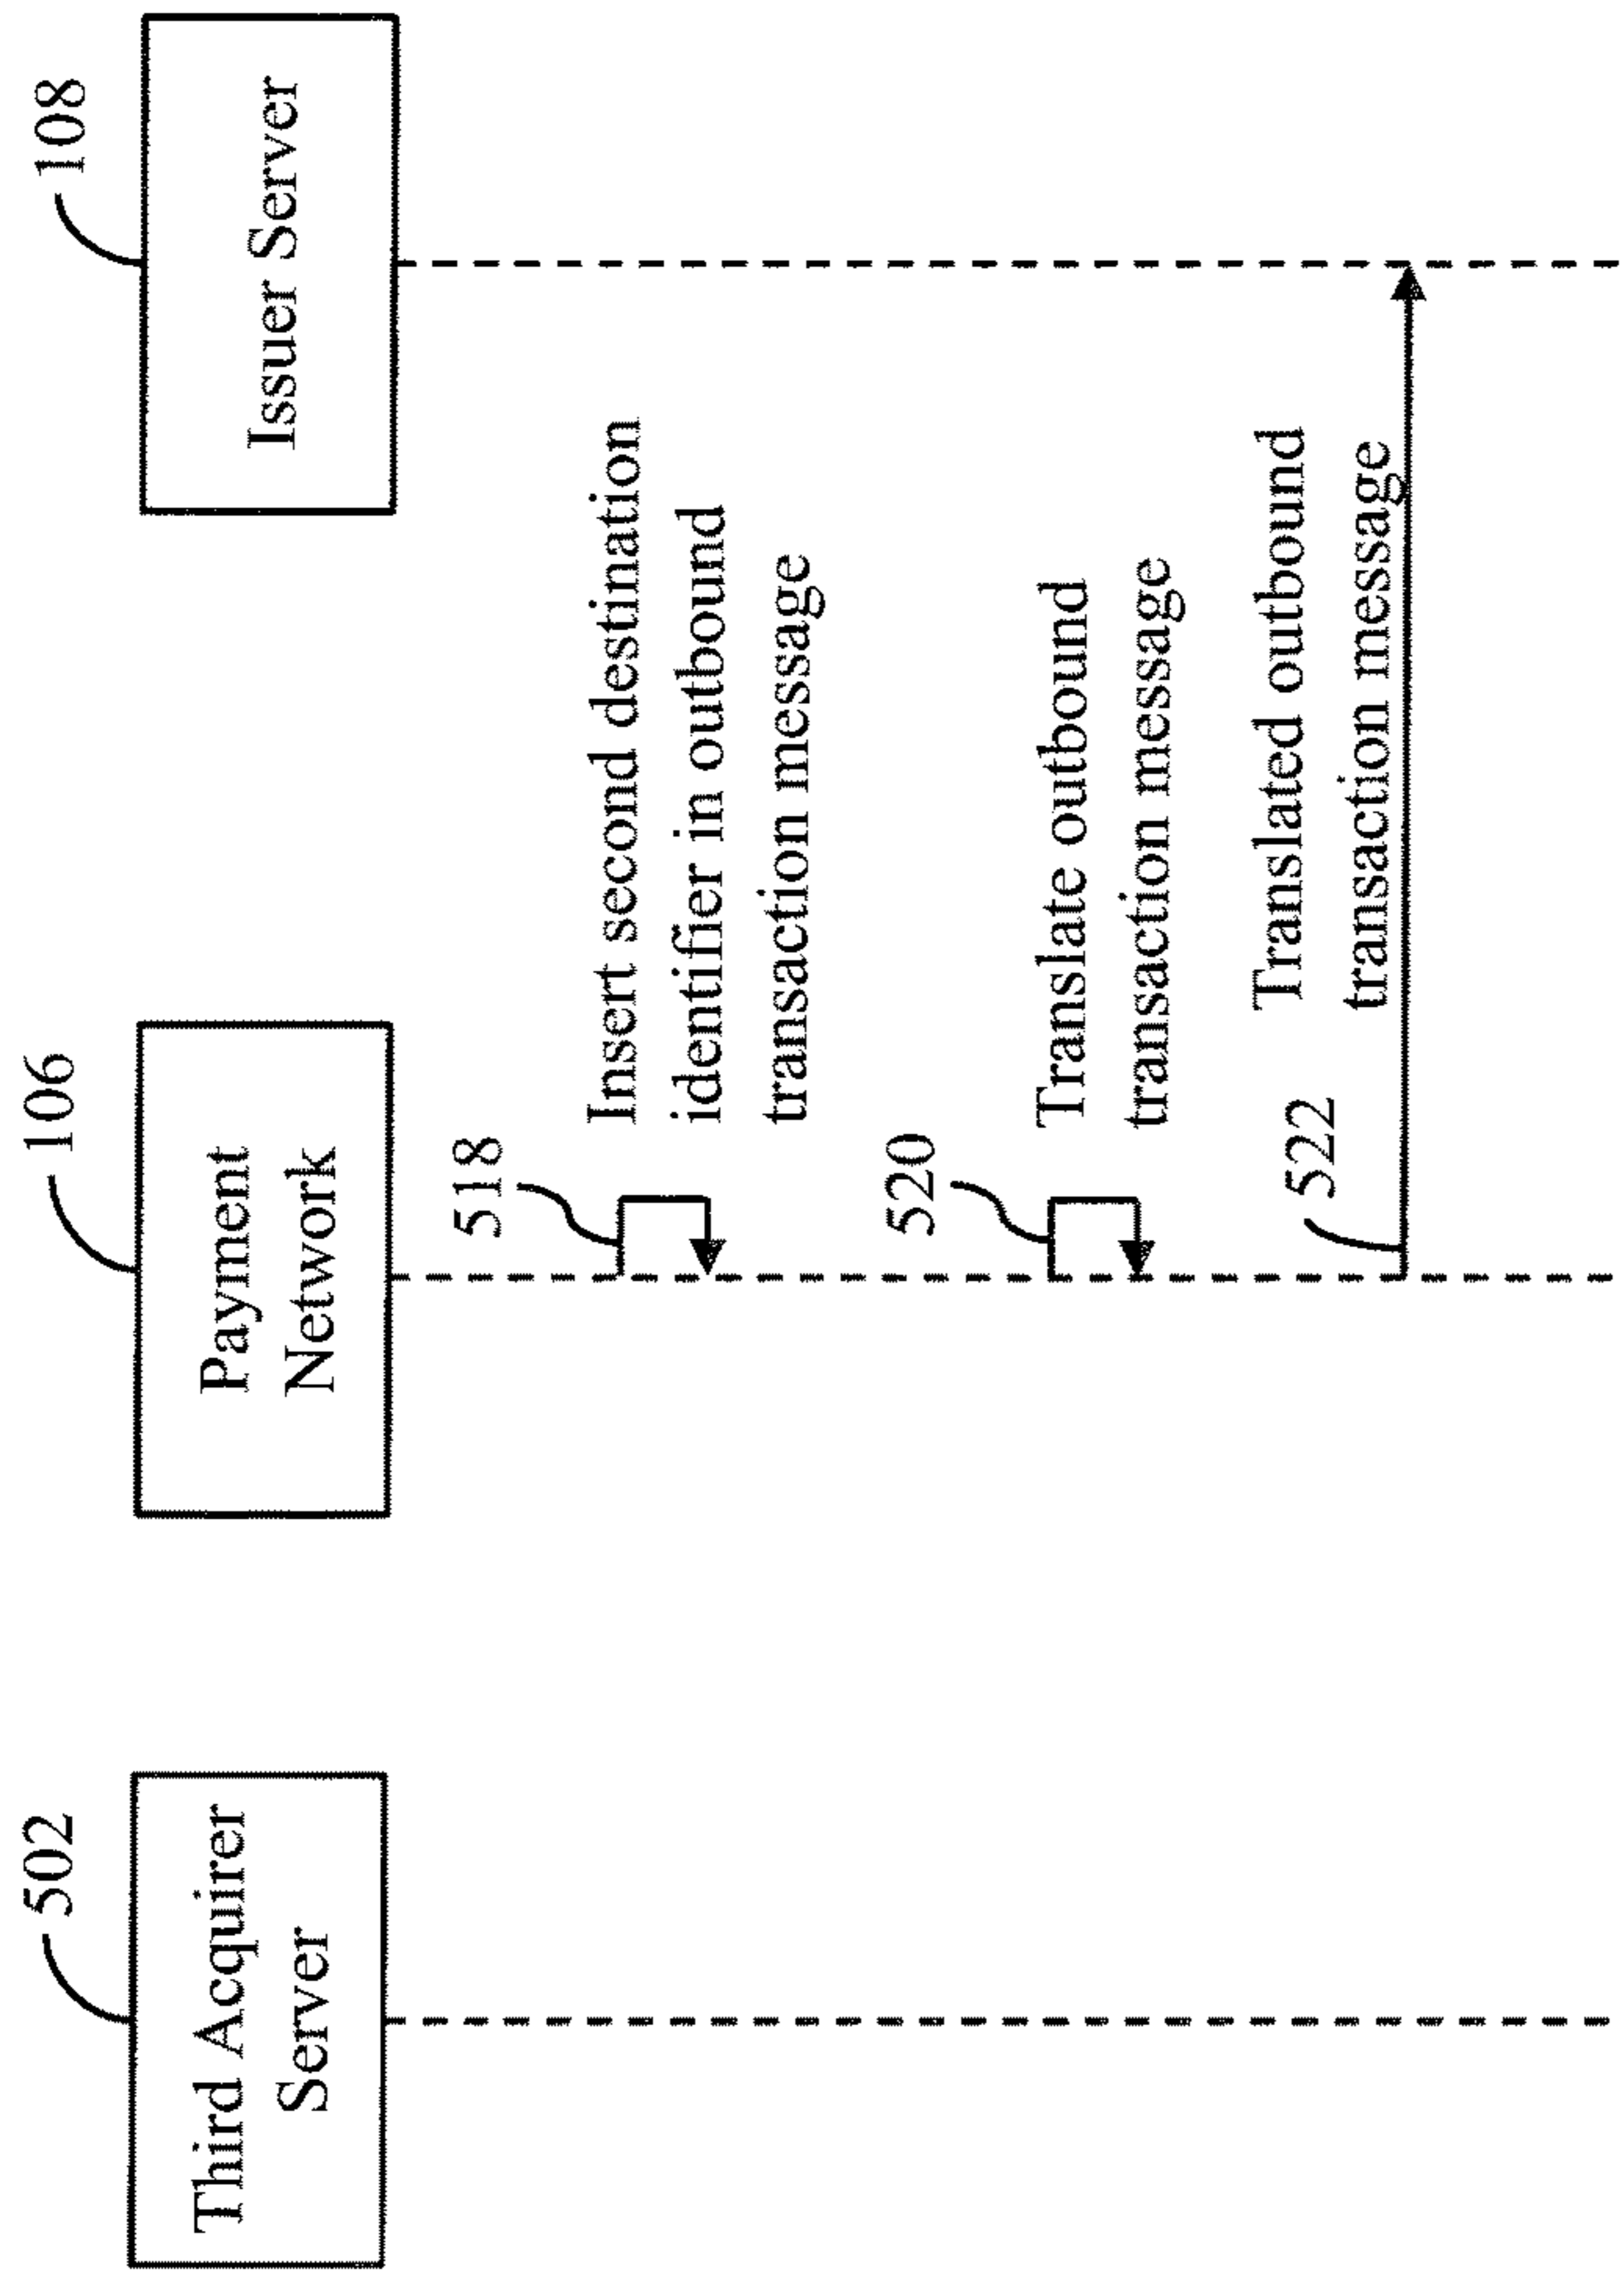 502
Third Acquirer
Server
106
Payment
Network
108
Issuer Server
518
Insert second destination
identifier in outbound
transaction message
520
Translate outbound
transaction message
522
Translated outbound
transaction message